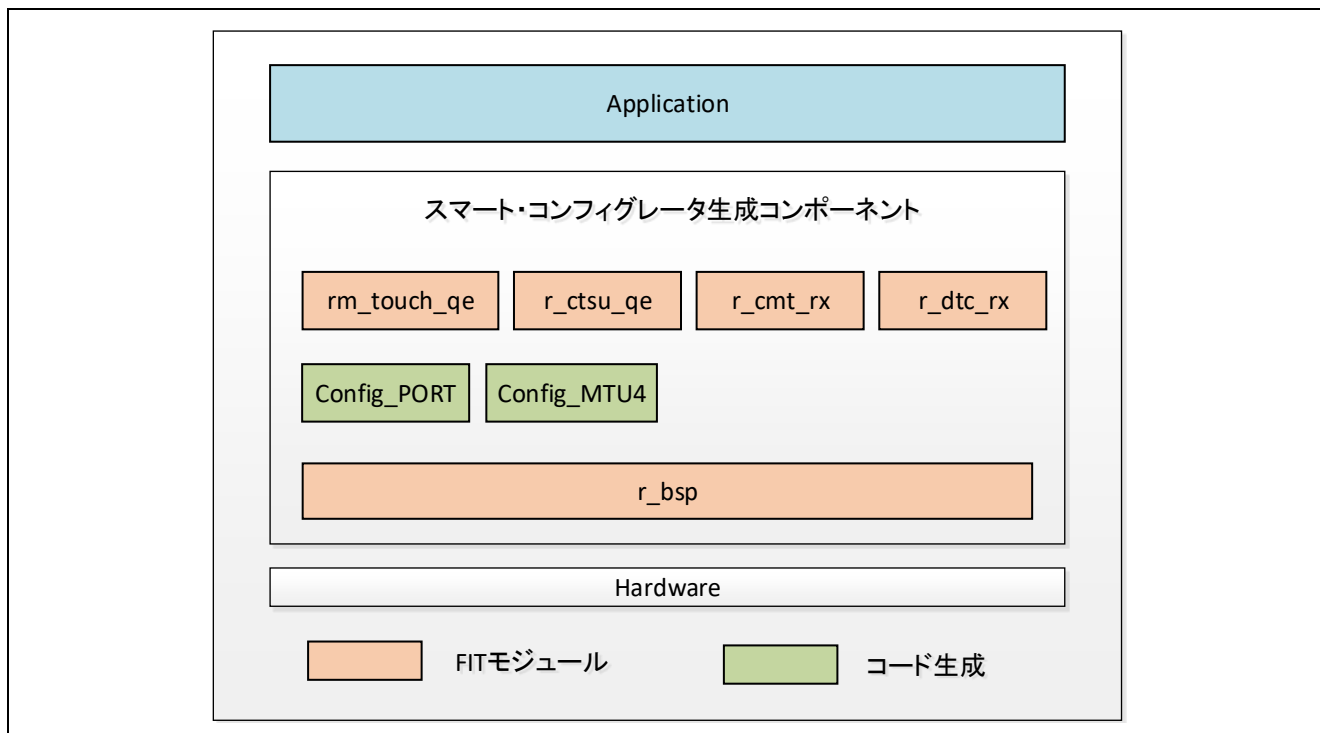 Application
スマート・コンフィグレータ生成コンポーネント
rm_touch_qe
r_ctsu_qe
r_cmt_rx
r_dtc_rx
Config_PORT
Config_MTU4
r_bsp
Hardware
FITモジュール
コード生成